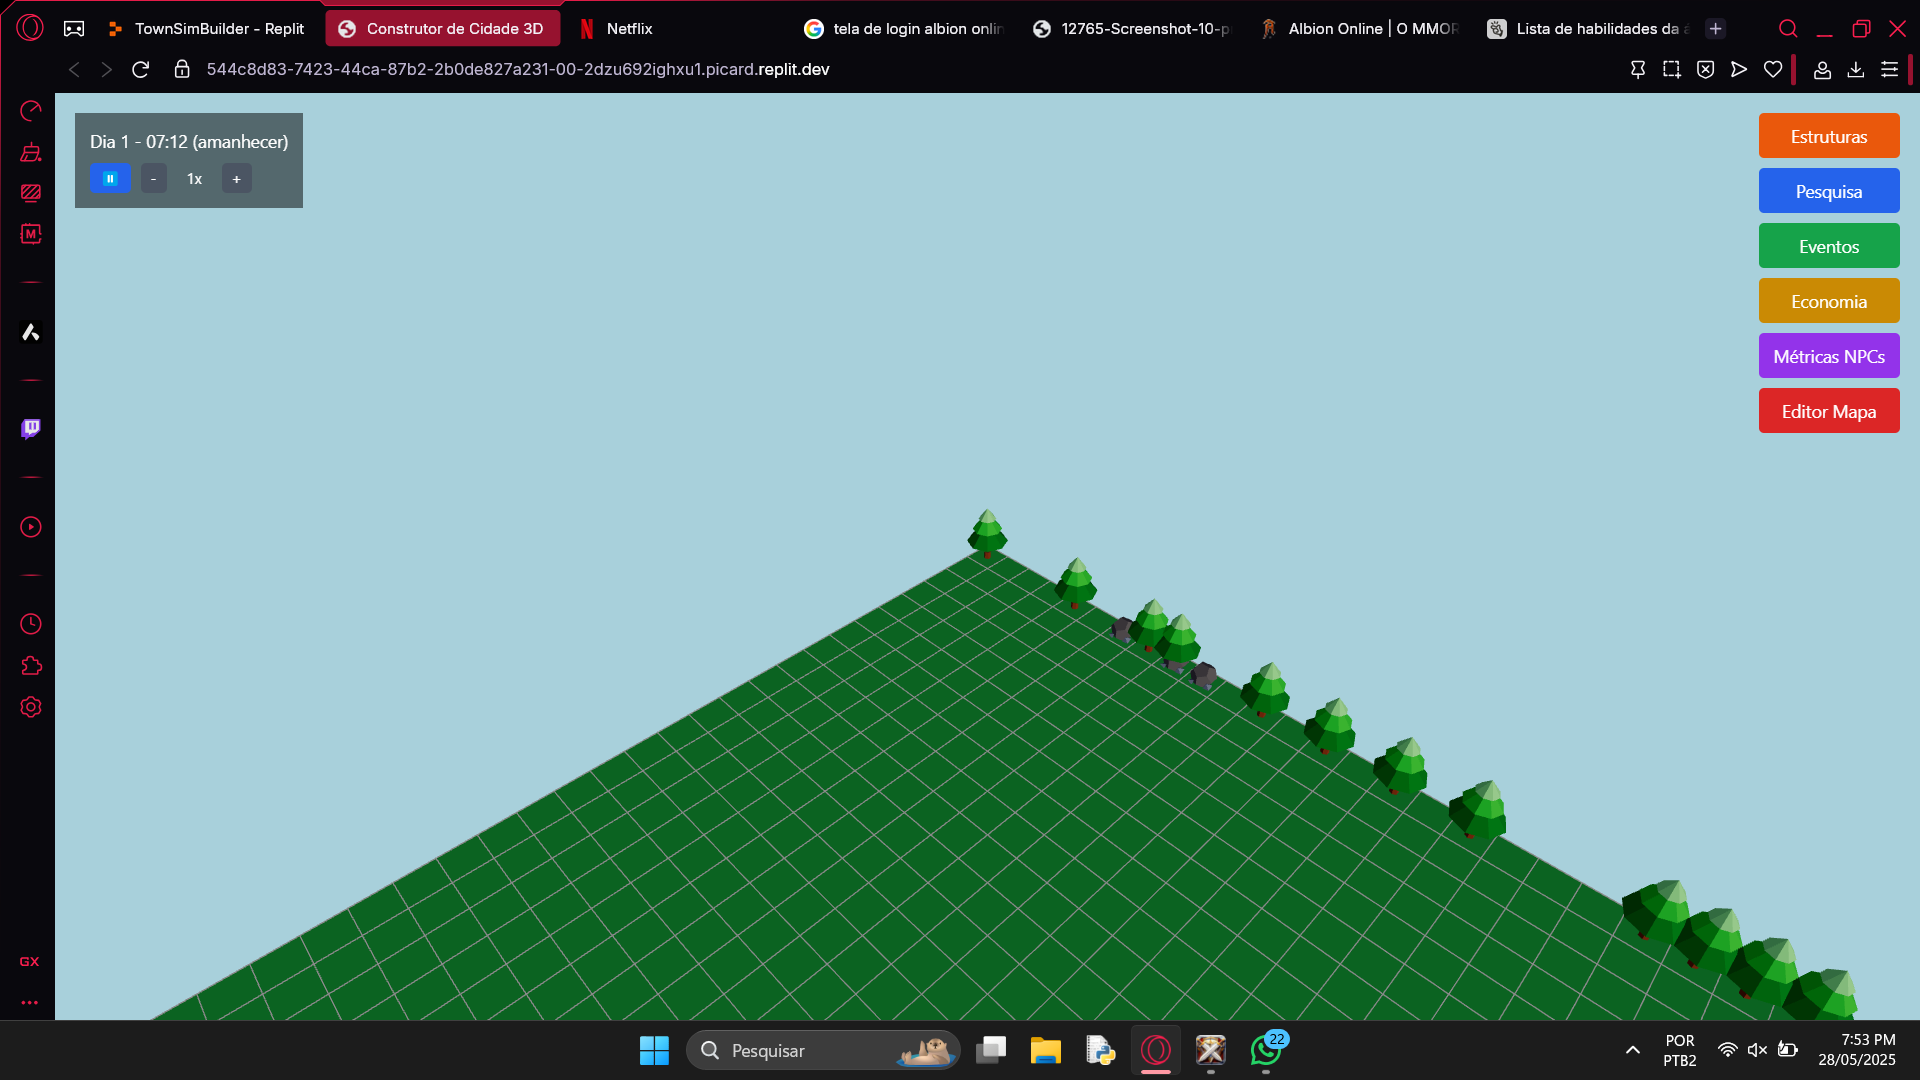 TownSimBuilder - Replit
Construtor de Cidade 3D
Netflix
tela de login albion onlin
12765-Screenshot-10-p
Albion Online | O MMOR
Lista de habilidades da á
544c8d83-7423-44ca-87b2-2b0de827a231-00-2dzu692ighxu1.picard.replit.dev
Dia 1 - 07:12 (amanhecer)
- 1x +
Estruturas
Pesquisa
Eventos
Economia
Métricas NPCs
Editor Mapa
M
GX
Pesquisar
22
POR
PTB2
7:53 PM
28/05/2025